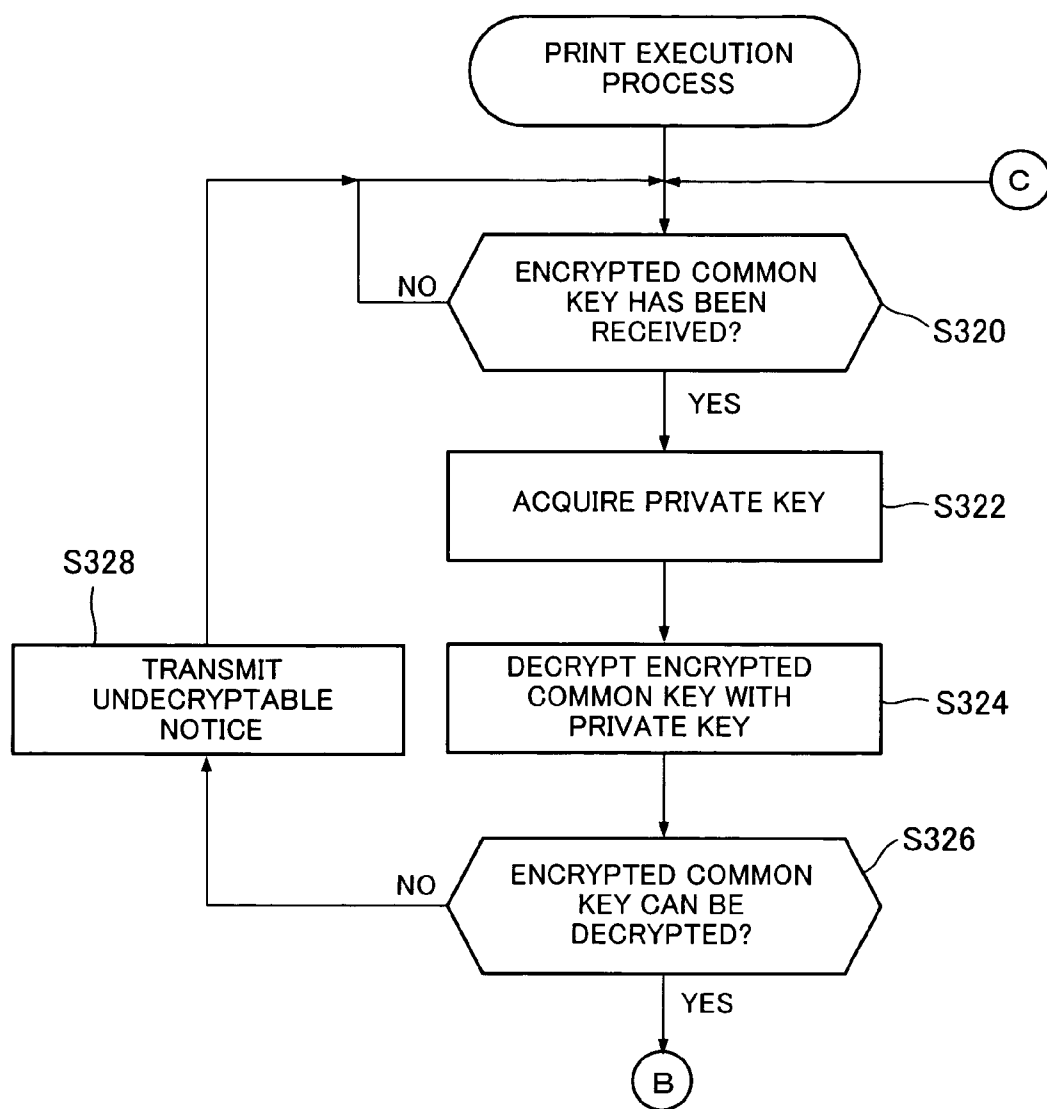 PRINT EXECUTION
PROCESS
C
ENCRYPTED COMMON
KEY HAS BEEN
RECEIVED?
NO
S320
YES
ACQUIRE PRIVATE KEY
S322
S328
TRANSMIT
UNDECRYPTABLE
NOTICE
DECRYPT ENCRYPTED
COMMON KEY WITH
PRIVATE KEY
S324
S326
NO
ENCRYPTED COMMON
KEY CAN BE
DECRYPTED?
YES
B